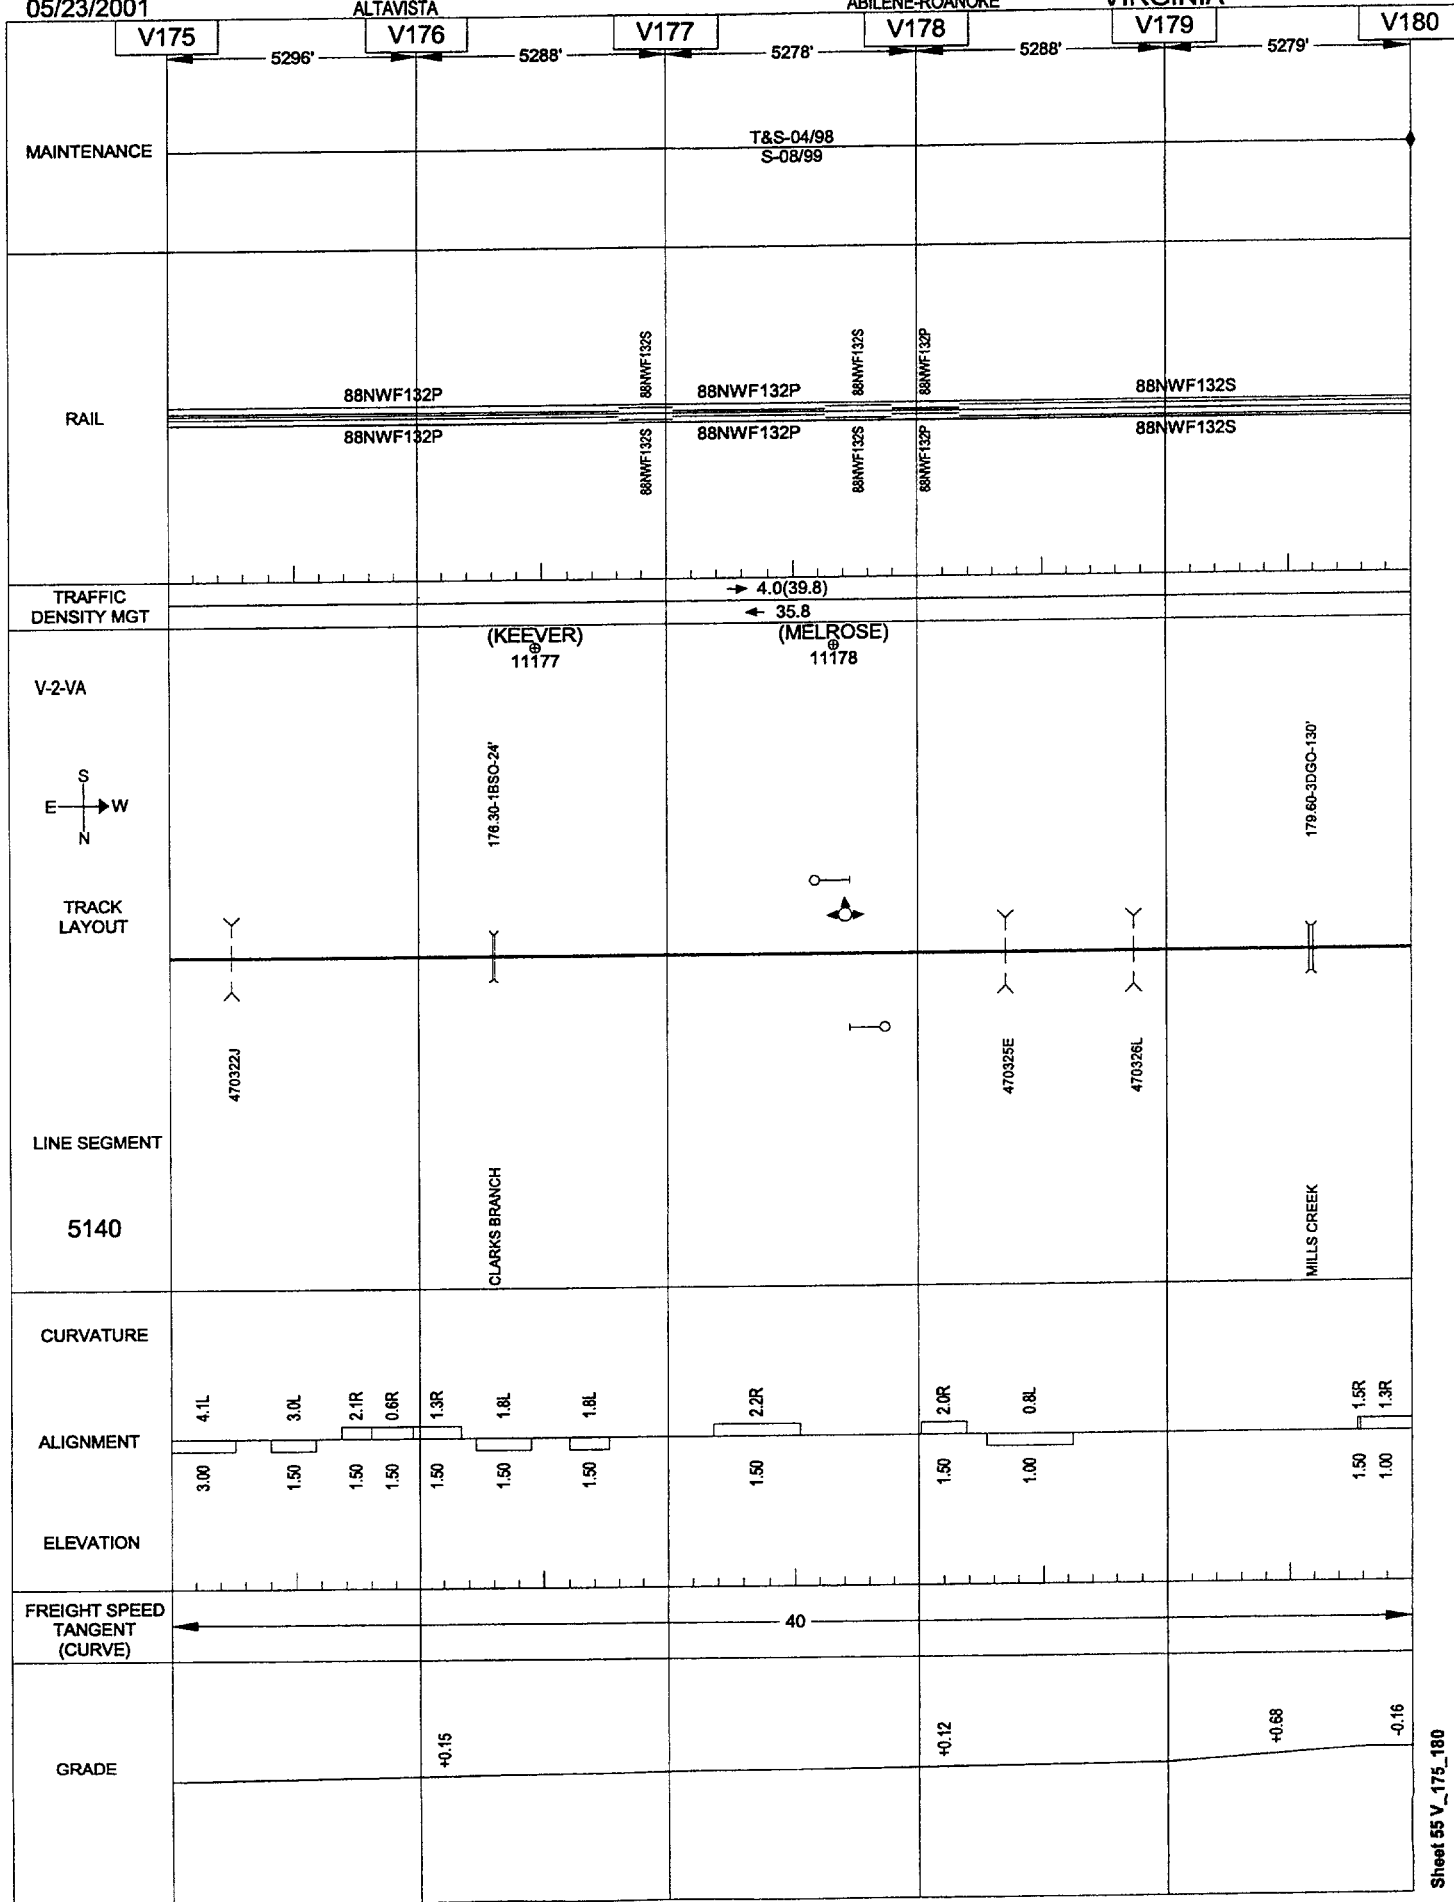 05/23/2001 ALTAVISTA ABILENE-ROANOKE VIRGINIA
V175 V176 V177 V178 V179 V180
5296' 5288' 5278' 5288' 5279'
MAINTENANCE
T&S-04/98
S-08/99
RAIL
88NWF132P 88NWF132S 88NWF132P 88NWF132S 88NWF132P 88NWF132S
88NWF132P 88NWF132S 88NWF132P 88NWF132S 88NWF132P 88NWF132S
TRAFFIC
DENSITY MGT
4.0(39.8)
35.8
(KEEVER) (MELROSE)
11177 11178
V-2-VA
176.30-1BSO-24' 179.60-3DGO-130'
S
E W
N
TRACK
LAYOUT
470322J 470325E 470326L
LINE SEGMENT
5140
CLARKS BRANCH MILLS CREEK
CURVATURE
4.1L 3.0L 2.1R 0.6R 1.3R 1.8L 1.8L 2.2R 2.0R 0.8L 1.5R 1.3R
ALIGNMENT
3.00 1.50 1.50 1.50 1.50 1.50 1.50 1.50 1.50 1.00 1.50 1.00
ELEVATION
FREIGHT SPEED
TANGENT
(CURVE)
40
GRADE
+0.15 +0.12 +0.68 -0.16
Sheet 55 V_175_180